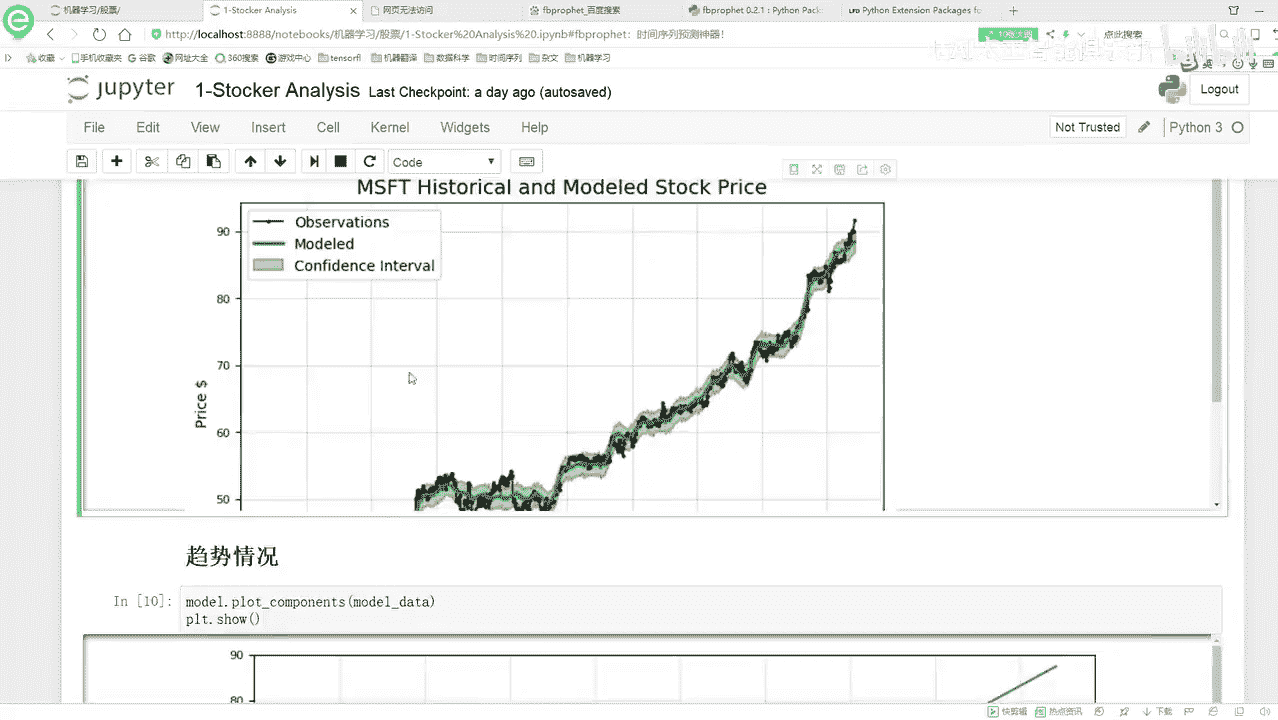 机器学习/股票/
1-Stocker Analysis
网页无法访问
fbprophet_百度搜索
fbprophet 0.2.1 : Python Pack
LFD Python Extension Packages fo
http://localhost:8888/notebooks/机器学习/股票/1-Stocker%20Analysis%20.ipynb#fbprophet：时间序列预测神器！
点此搜索
收藏 手机收藏夹 谷歌 网址大全 360搜索 游戏中心 tensorfl 机器翻译 数据科学 时间序列 杂文 机器学习
jupyter 1-Stocker Analysis Last Checkpoint: a day ago (autosaved)
Logout
File Edit View Insert Cell Kernel Widgets Help
Not Trusted
Python 3
Code
MSFT Historical and Modeled Stock Price
Observations
Modeled
Confidence Interval
90
80
70
60
50
Price $
趋势情况
In [10]: model.plot_components(model_data)
plt.show()
90
80
快剪辑 热点资讯 下载